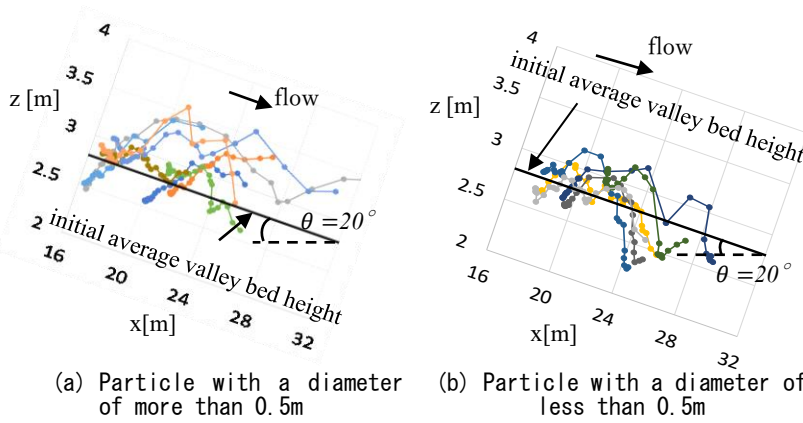 4
3.5
z [m]
3
2.5
2
flow
initial average valley bed height
θ =20°
16
20
24
28
32
x[m]
(a) Particle with a diameter
of more than 0.5m
4
3.5
z [m]
3
2.5
2
flow
initial average valley bed height
θ =20°
16
20
24
28
32
x[m]
(b) Particle with a diameter of
less than 0.5m